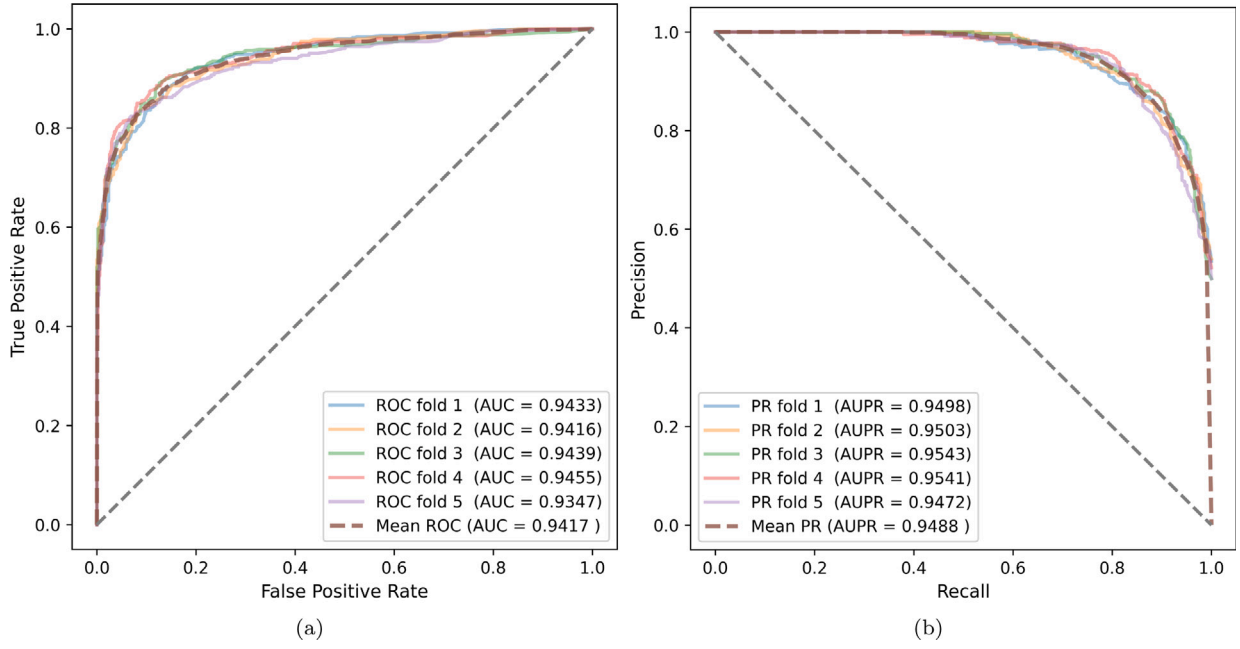 1.0
0.8
0.6
0.4
0.2
0.0
True Positive Rate
ROC fold 1 (AUC = 0.9433)
ROC fold 2 (AUC = 0.9416)
ROC fold 3 (AUC = 0.9439)
ROC fold 4 (AUC = 0.9455)
ROC fold 5 (AUC = 0.9347)
Mean ROC (AUC = 0.9417 )
0.0 0.2 0.4 0.6 0.8 1.0
False Positive Rate
(a)
1.0
0.8
0.6
0.4
0.2
0.0
Precision
PR fold 1 (AUPR = 0.9498)
PR fold 2 (AUPR = 0.9503)
PR fold 3 (AUPR = 0.9543)
PR fold 4 (AUPR = 0.9541)
PR fold 5 (AUPR = 0.9472)
Mean PR (AUPR = 0.9488 )
0.0 0.2 0.4 0.6 0.8 1.0
Recall
(b)